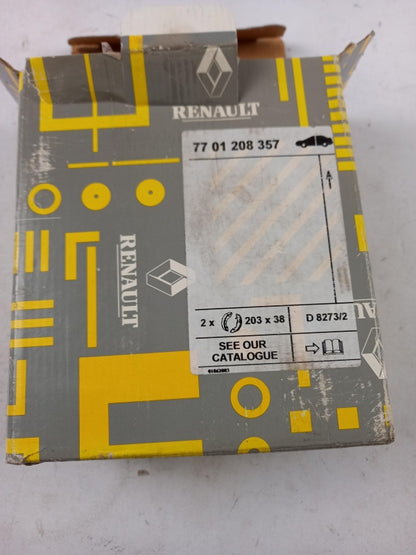 RENAULT
77 01 208 357
RENAULT
2 x 203 x 38 D 8273/2
SEE OUR
CATALOGUE